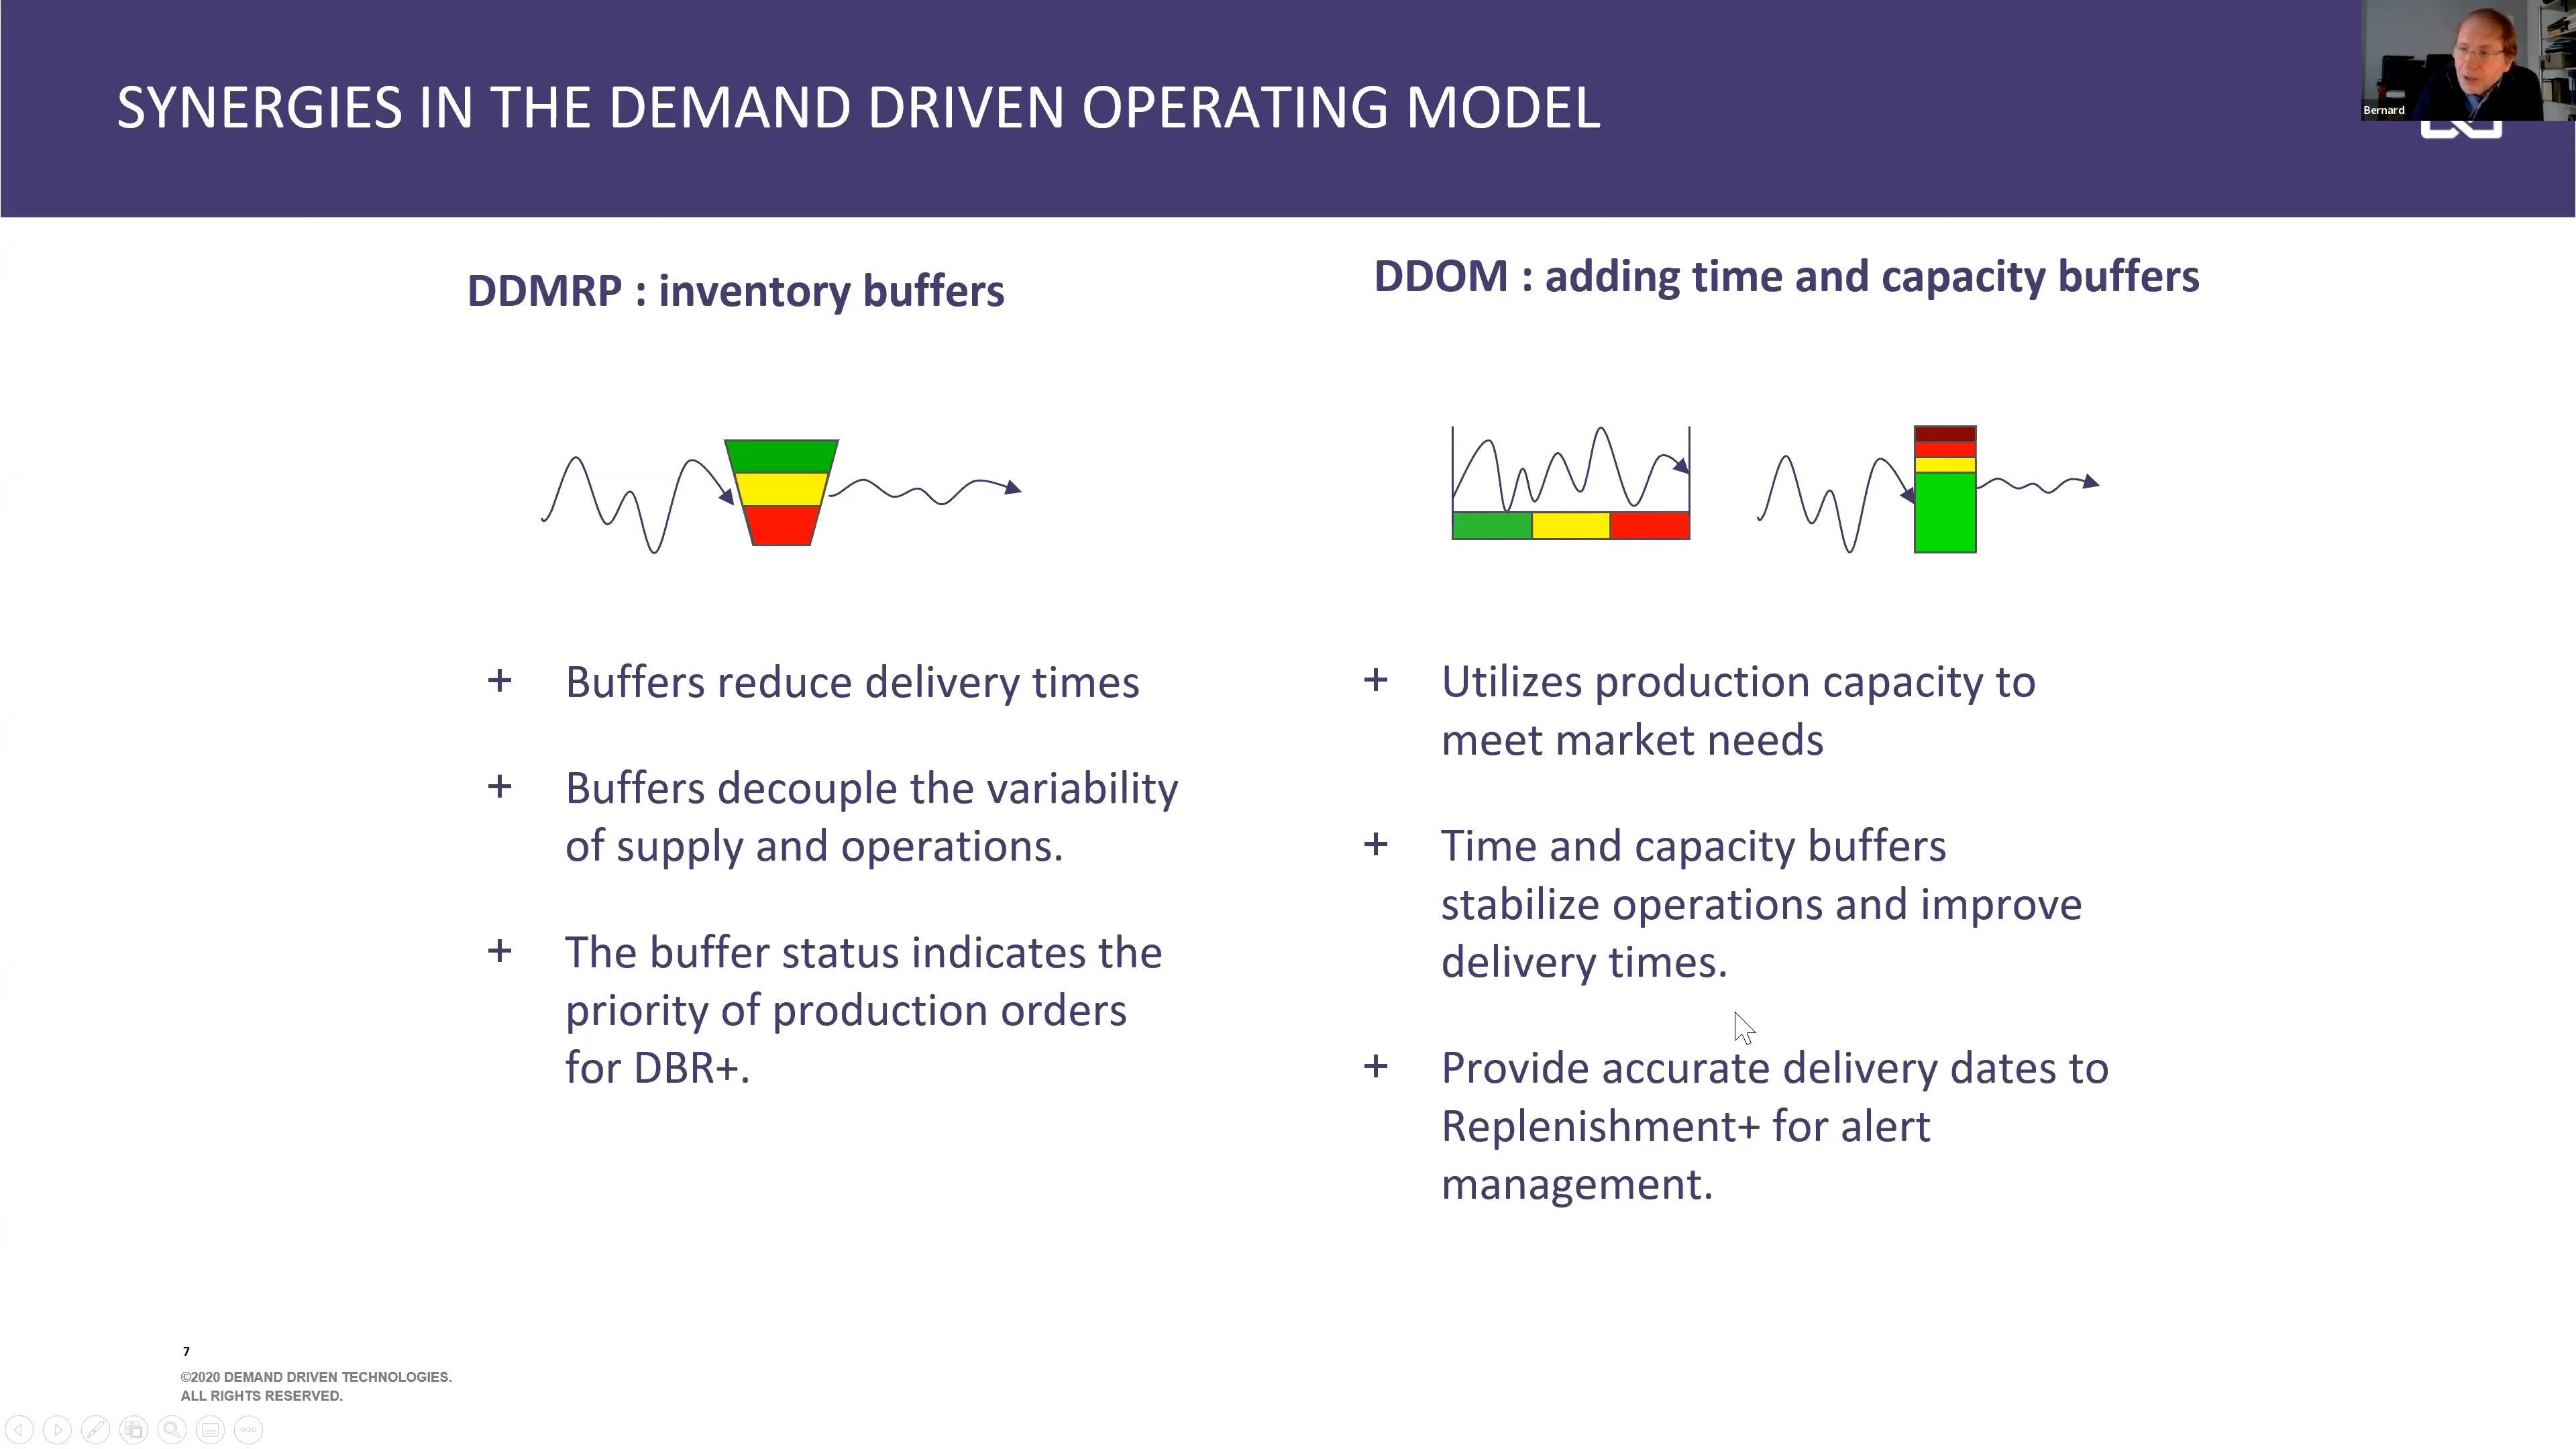 SYNERGIES IN THE DEMAND DRIVEN OPERATING MODEL
Bernard
DDMRP : inventory buffers
+ Buffers reduce delivery times
+ Buffers decouple the variability
of supply and operations.
+ The buffer status indicates the
priority of production orders
for DBR+.
DDOM : adding time and capacity buffers
+ Utilizes production capacity to
meet market needs
+ Time and capacity buffers
stabilize operations and improve
delivery times.
+ Provide accurate delivery dates to
Replenishment+ for alert
management.
7
©2020 DEMAND DRIVEN TECHNOLOGIES.
ALL RIGHTS RESERVED.